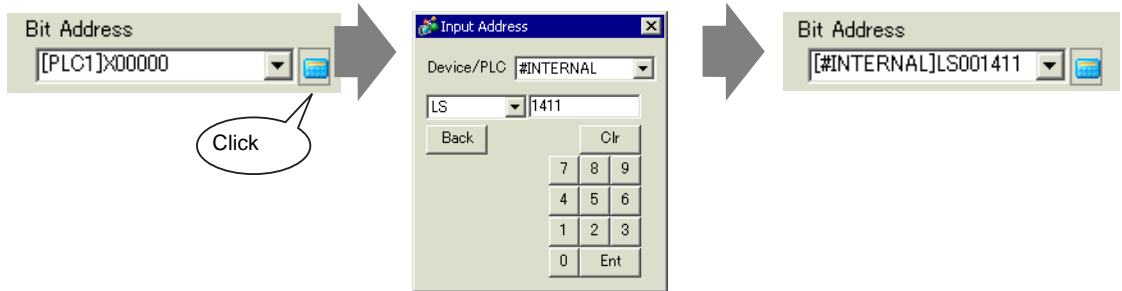 Bit Address
[PLC1]X00000
Click
Input Address
Device/PLC #INTERNAL
LS 1411
Back Clr
7 8 9
4 5 6
1 2 3
0 Ent
Bit Address
[#INTERNAL]LS001411